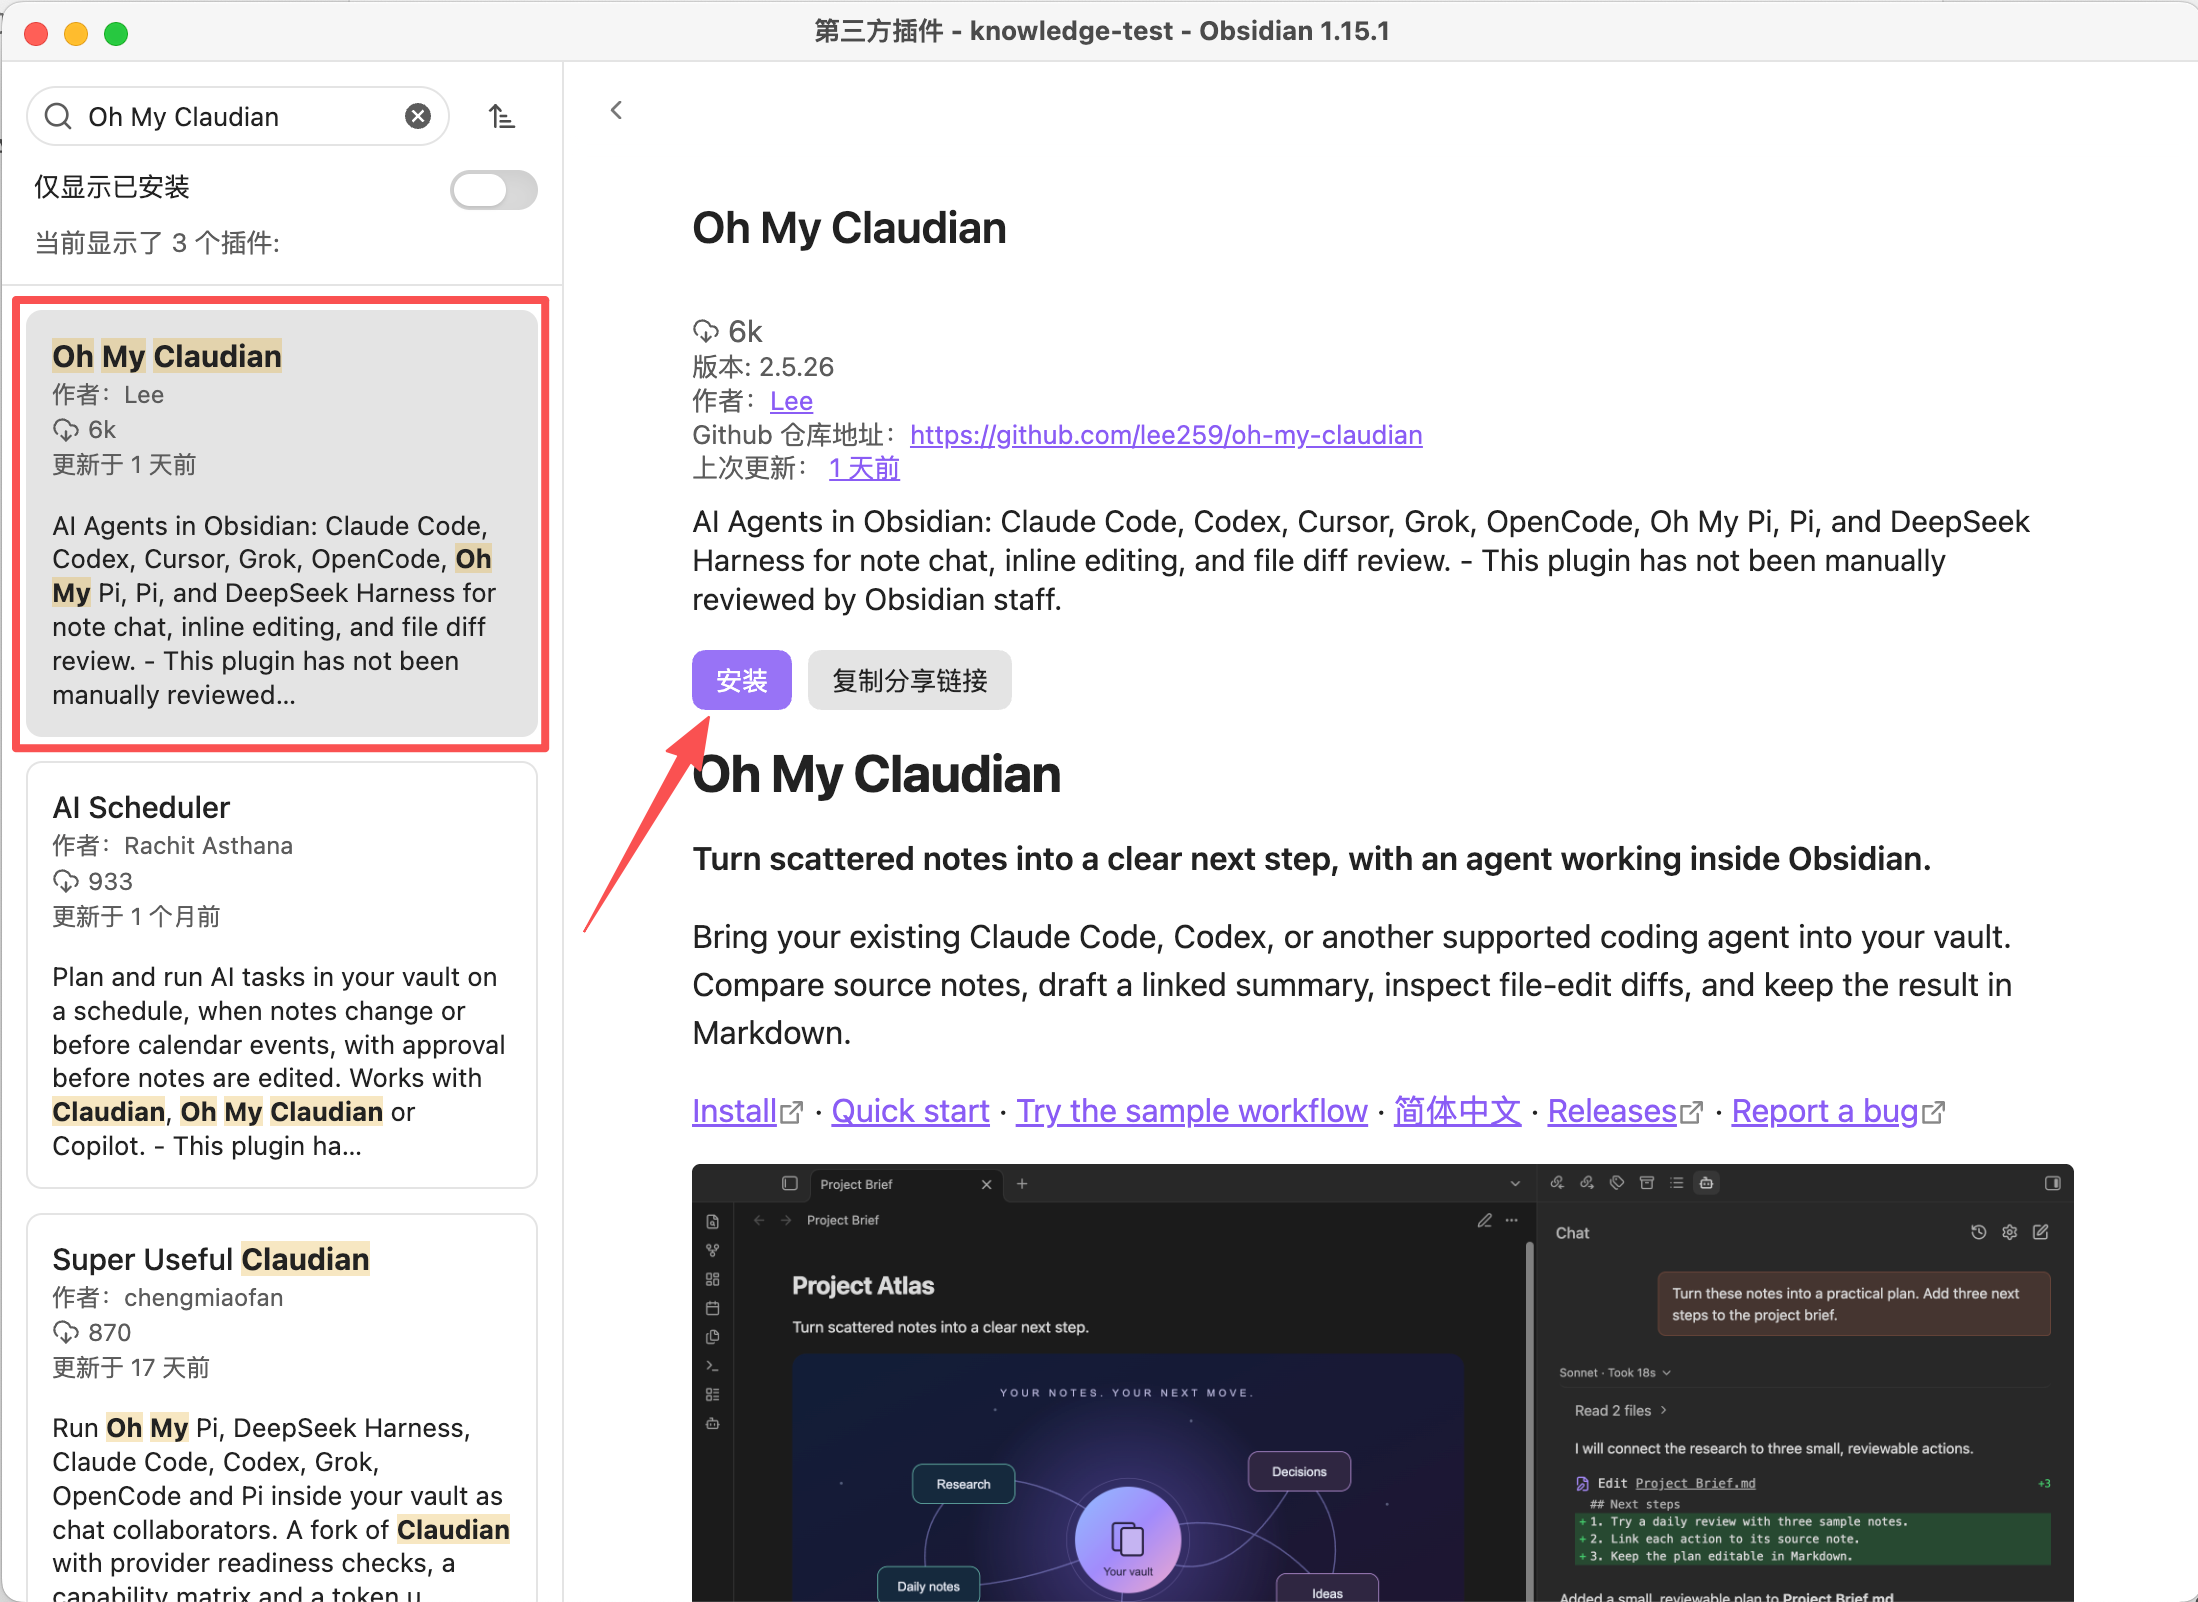 第三方插件 - knowledge-test - Obsidian 1.15.1
Oh My Claudian
仅显示已安装
当前显示了 3 个插件:
Oh My Claudian
作者： Lee
6k
更新于 1 天前
AI Agents in Obsidian: Claude Code,
Codex, Cursor, Grok, OpenCode, Oh
My Pi, Pi, and DeepSeek Harness for
note chat, inline editing, and file diff
review. - This plugin has not been
manually reviewed...
AI Scheduler
作者： Rachit Asthana
933
更新于 1 个月前
Plan and run AI tasks in your vault on
a schedule, when notes change or
before calendar events, with approval
before notes are edited. Works with
Claudian, Oh My Claudian or
Copilot. - This plugin ha...
Super Useful Claudian
作者： chengmiaofan
870
更新于 17 天前
Run Oh My Pi, DeepSeek Harness,
Claude Code, Codex, Grok,
OpenCode and Pi inside your vault as
chat collaborators. A fork of Claudian
with provider readiness checks, a
capability matrix and a token u
Oh My Claudian
6k
版本: 2.5.26
作者： Lee
Github 仓库地址： https://github.com/lee259/oh-my-claudian
上次更新： 1 天前
AI Agents in Obsidian: Claude Code, Codex, Cursor, Grok, OpenCode, Oh My Pi, Pi, and DeepSeek
Harness for note chat, inline editing, and file diff review. - This plugin has not been manually
reviewed by Obsidian staff.
安装 复制分享链接
Oh My Claudian
Turn scattered notes into a clear next step, with an agent working inside Obsidian.
Bring your existing Claude Code, Codex, or another supported coding agent into your vault.
Compare source notes, draft a linked summary, inspect file-edit diffs, and keep the result in
Markdown.
Install · Quick start · Try the sample workflow · 简体中文 · Releases · Report a bug
Project Brief
Project Brief
Project Atlas
Turn scattered notes into a clear next step.
YOUR NOTES. YOUR NEXT MOVE.
Research
Decisions
Your vault
Daily notes
Ideas
Chat
Turn these notes into a practical plan. Add three next
steps to the project brief.
Sonnet · Took 18s
Read 2 files
I will connect the research to three small, reviewable actions.
Edit Project Brief.md +3
## Next steps
+ 1. Try a daily review with three sample notes.
+ 2. Link each action to its source note.
+ 3. Keep the plan editable in Markdown.
Added a small, reviewable plan to Project Brief.md